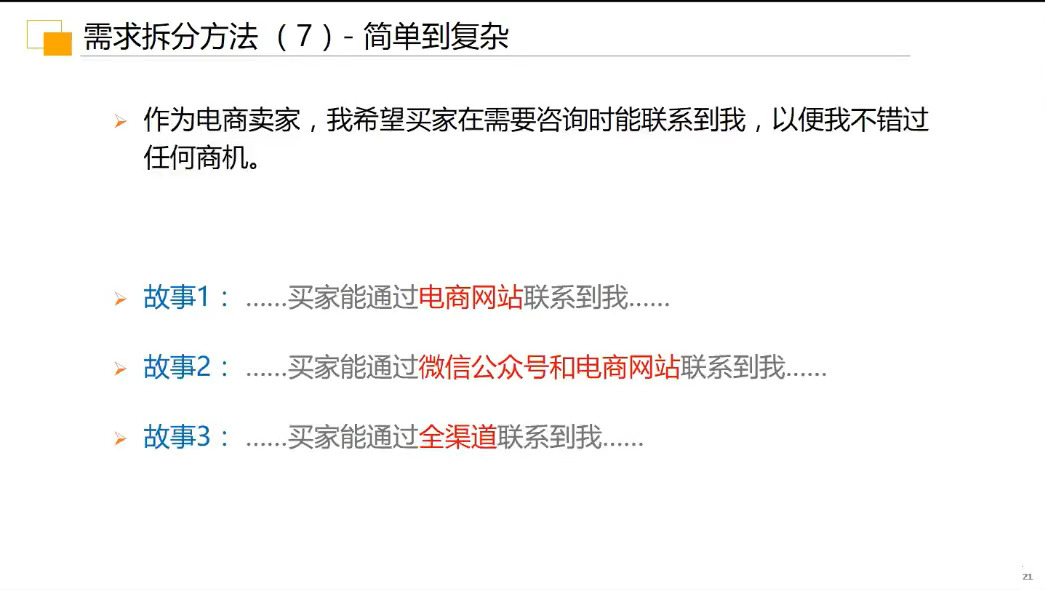 需求拆分方法（7）- 简单到复杂
作为电商卖家，我希望买家在需要咨询时能联系到我，以便我不错过
任何商机。
故事1： ……买家能通过电商网站联系到我……
故事2： ……买家能通过微信公众号和电商网站联系到我……
故事3： ……买家能通过全渠道联系到我……
21